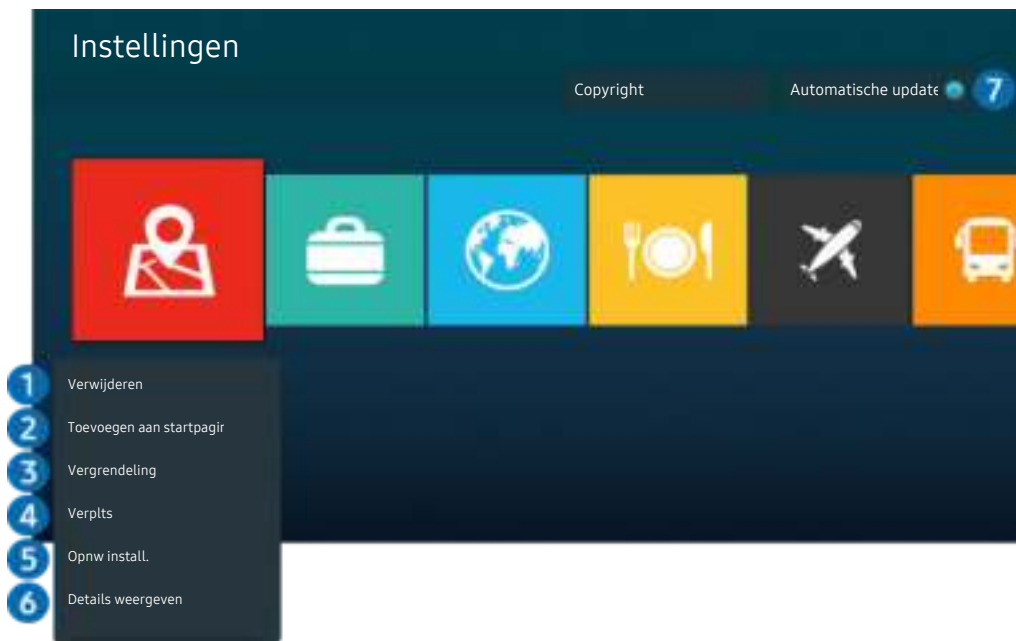 Instellingen
Copyright Automatische update 7
1 Verwijderen
2 Toevoegen aan startpagir
3 Vergrendeling
4 Verplts
5 Opnw install.
6 Details weergeven